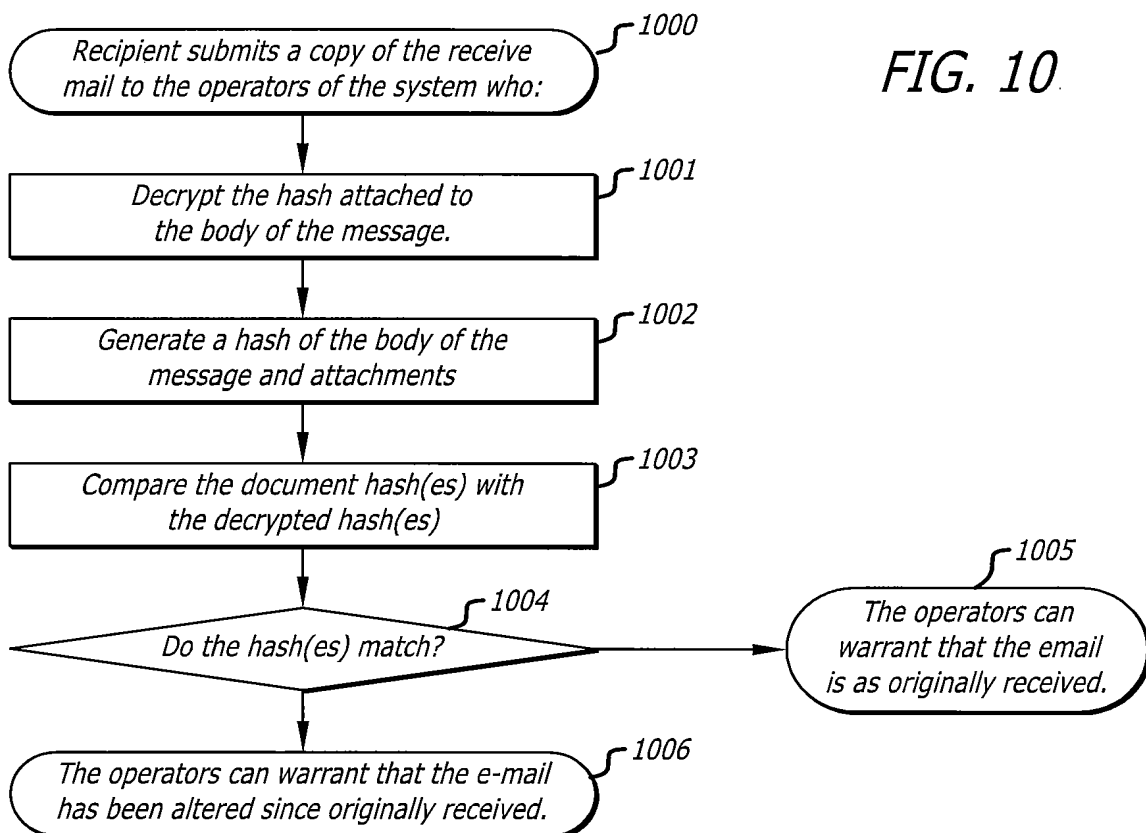 FIG. 10
1000
Recipient submits a copy of the receive
mail to the operators of the system who:
1001
Decrypt the hash attached to
the body of the message.
1002
Generate a hash of the body of the
message and attachments
1003
Compare the document hash(es) with
the decrypted hash(es)
1004
Do the hash(es) match?
1005
The operators can
warrant that the email
is as originally received.
1006
The operators can warrant that the e-mail
has been altered since originally received.